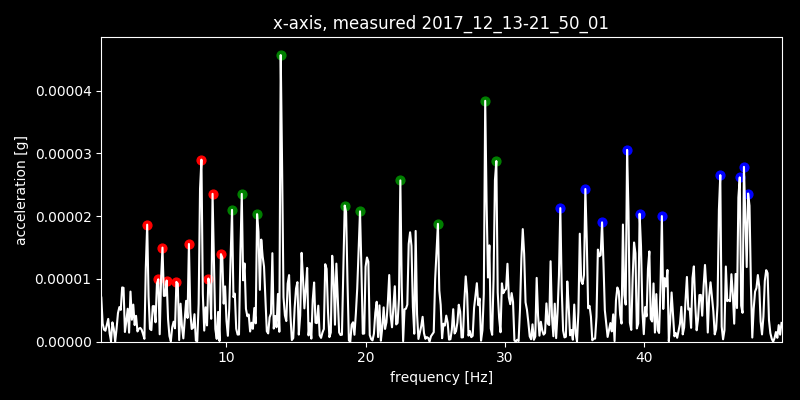 x-axis, measured 2017_12_13-21_50_01
0.00004
0.00003
0.00002
0.00001
0.00000
acceleration [g]
10 20 30 40
frequency [Hz]